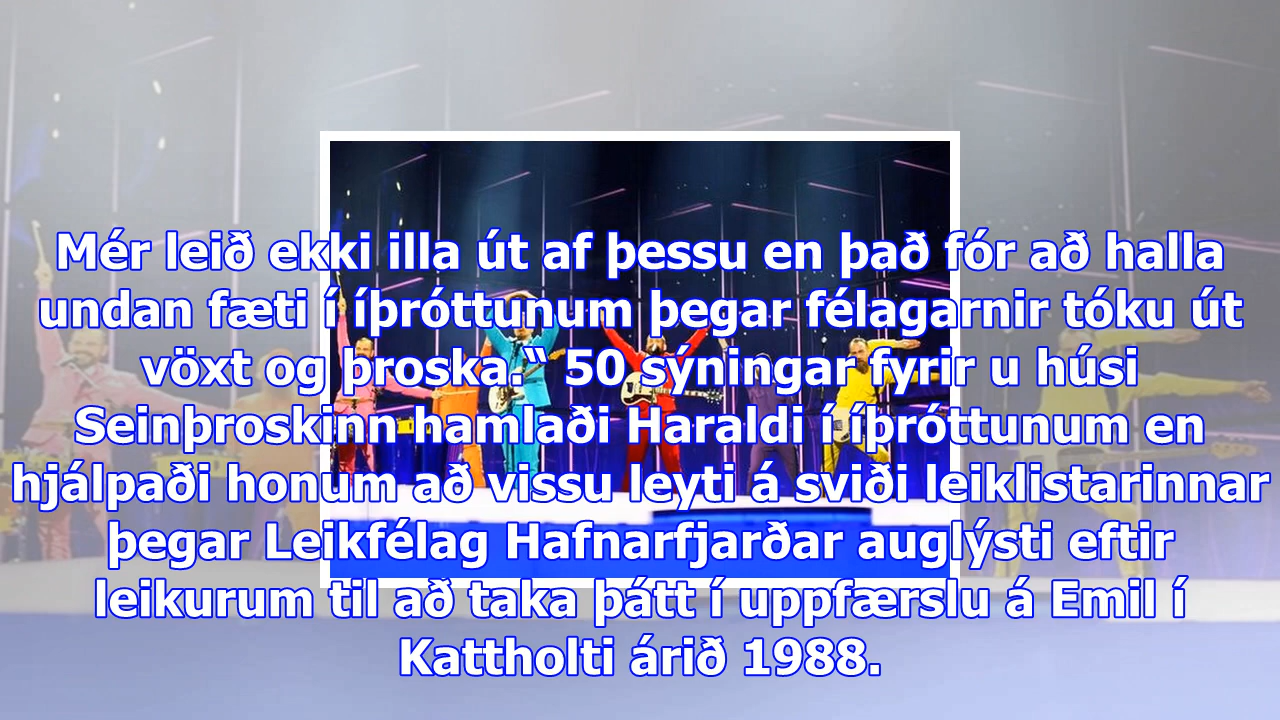 Mér leið ekki illa út af þessu en það fór að halla
undan fæti í íþróttunum þegar félagarnir tóku út
vöxt og þroska.“ 50 sýningar fyrir u húsi
Seinþroskinn hamlaði Haraldi í íþróttunum en
hjálpaði honum að vissu leyti á sviði leiklistarinnar
þegar Leikfélag Hafnarfjarðar auglýsti eftir
leikurum til að taka þátt í uppfærslu á Emil í
Kattholti árið 1988.